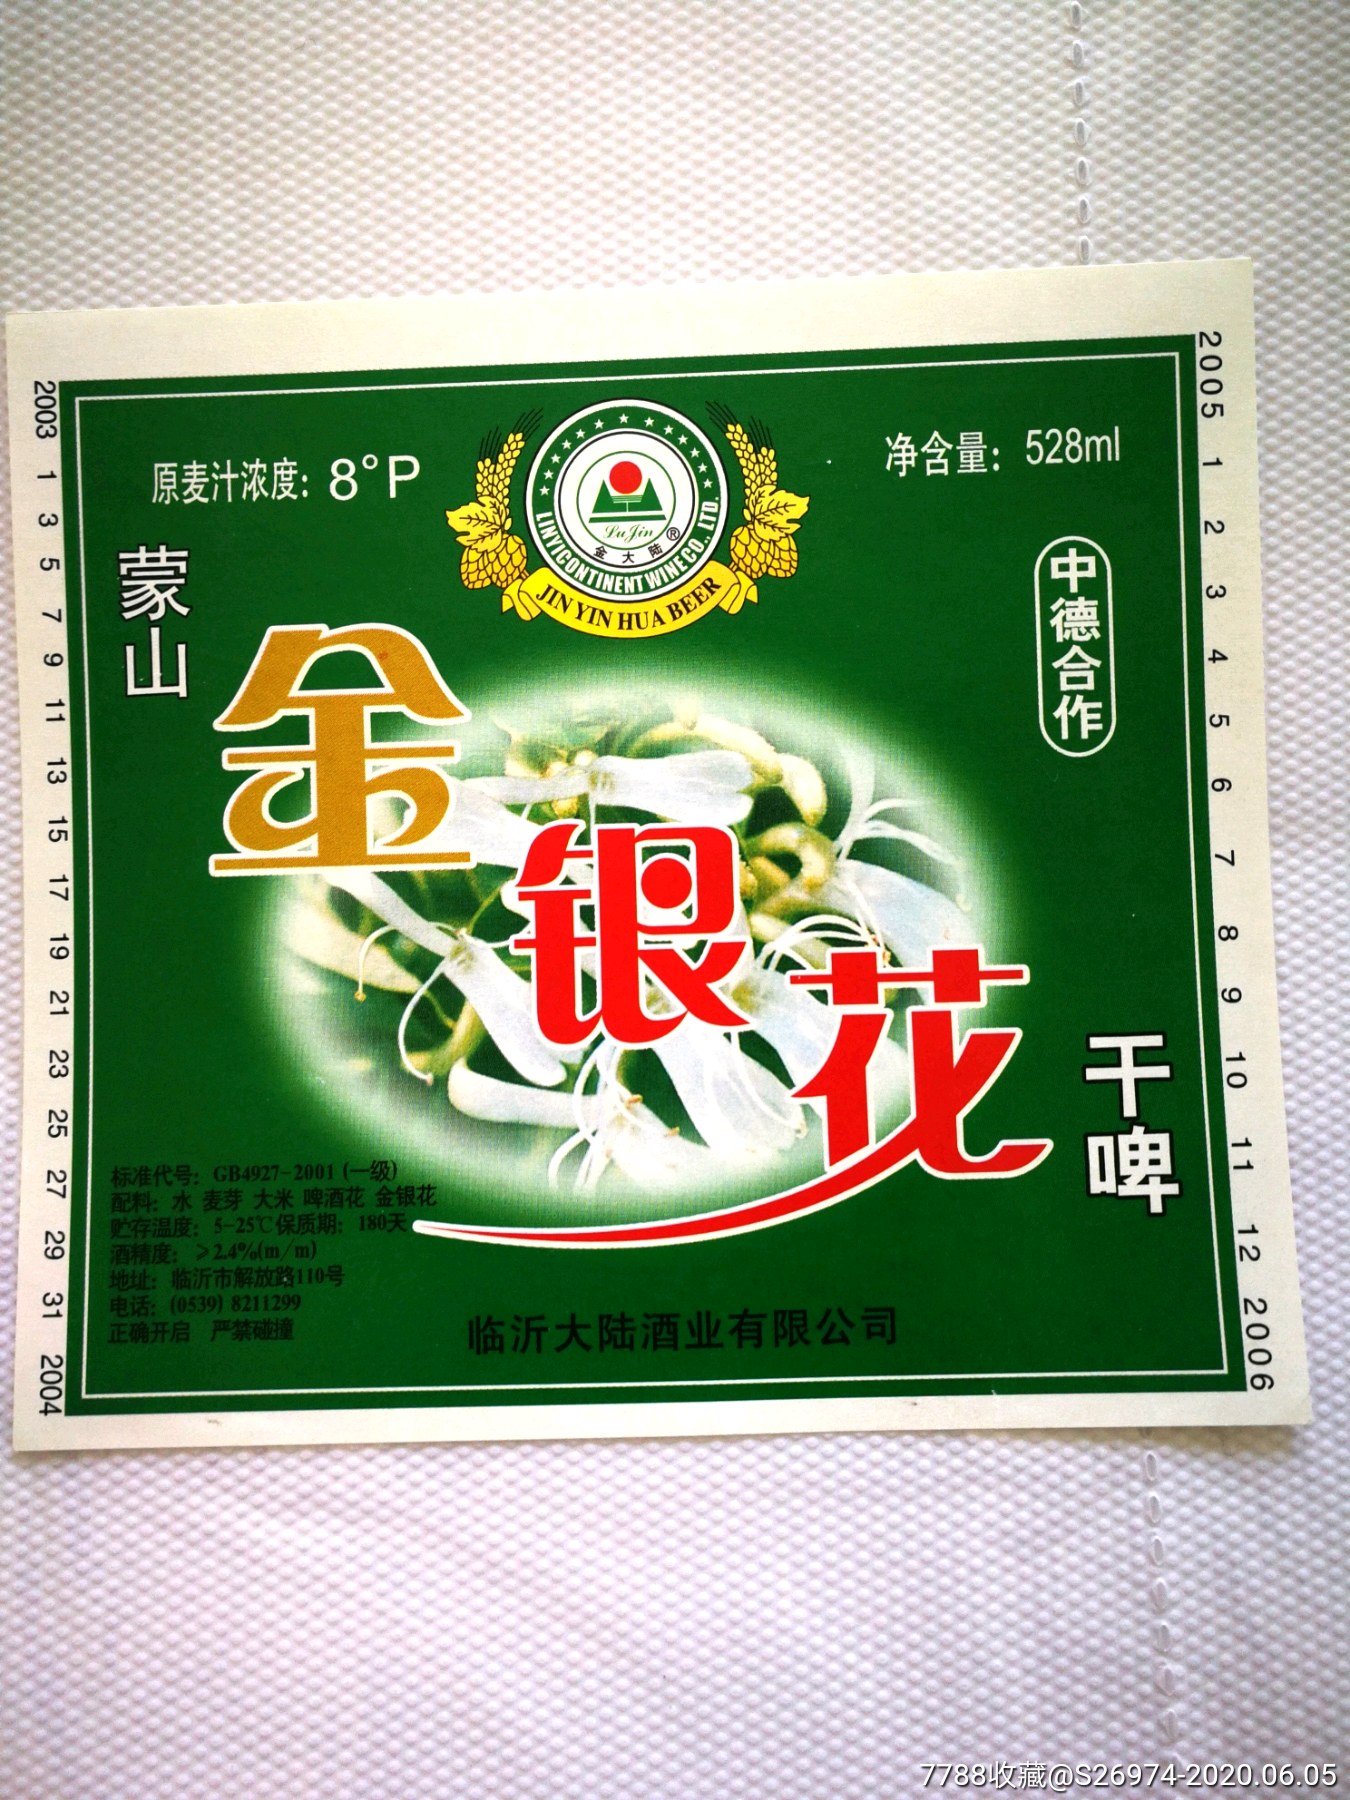 2003 1 3 5 7 9 11 13 15 17 19 21 23 25 27 29 31 2004
2005 1 2 3 4 5 6 7 8 9 10 11 12 2006
原麦汁浓度：8°P
净含量：528ml
LuJin
®
金大陆
LINYICONTINENTWINECO.,LTD.
JIN YIN HUA BEER
蒙山
中德合作
金银花
干啤
标准代号：GB4927-2001 (一级)
配料：水 麦芽 大米 啤酒花 金银花
贮存温度：5-25℃ 保质期：180天
酒精度：≥2.4%(m/m)
地址：临沂市解放路110号
电话：(0539) 8211299
正确开启 严禁碰撞
临沂大陆酒业有限公司
7788收藏@S26974-2020.06.05